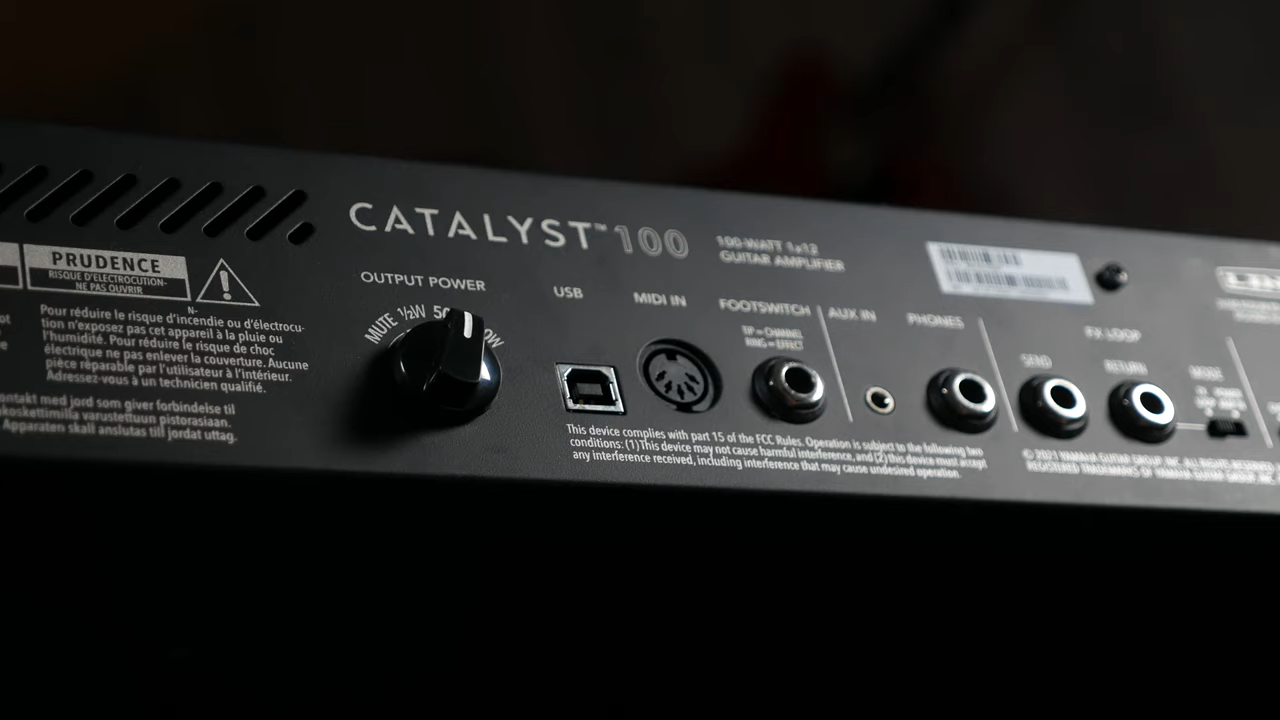 CATALYST™ 100
100-WATT 1x12
GUITAR AMPLIFIER
PRUDENCE
RISQUE D'ELECTROCUTION-
NE PAS OUVRIR
N-
Pour réduire le risque d'incendie ou d'électrocu-
tion n'exposez pas cet appareil à la pluie ou
l'humidité. Pour réduire le risque de choc
électrique ne pas enlever la couverture. Aucune
pièce réparable par l'utilisateur à l'intérieur.
Adressez-vous à un technicien qualifié.
ontakt med jord som giver forbindelse til
koskettimilla varustettuun pistorasiaan.
Apparaten skall anslutas till jordat uttag.
OUTPUT POWER
MUTE ½W 50 0W
USB
MIDI IN
FOOTSWITCH
TIP = CHANNEL
RING = EFFECT
AUX IN
PHONES
FX LOOP
SEND
RETURN
MODE
This device complies with part 15 of the FCC Rules. Operation is subject to the following two
conditions: (1) This device may not cause harmful interference, and (2) this device must accept
any interference received, including interference that may cause undesired operation.
© 2021 YAMAHA GUITAR GROUP, INC. ALL RIGHTS RESERVED
REGISTERED TRADEMARKS OF YAMAHA GUITAR GROUP, INC.